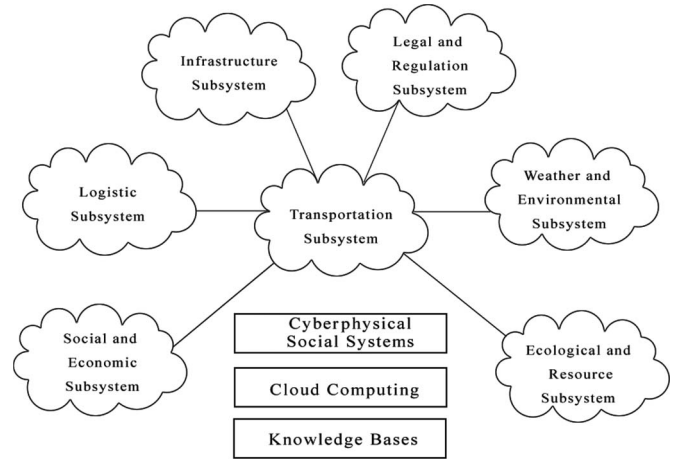 Infrastructure
Subsystem
Legal and
Regulation
Subsystem
Logistic
Subsystem
Transportation
Subsystem
Weather and
Environmental
Subsystem
Social and
Economic
Subsystem
Cyberphysical
Social Systems
Cloud Computing
Knowledge Bases
Ecological and
Resource
Subsystem